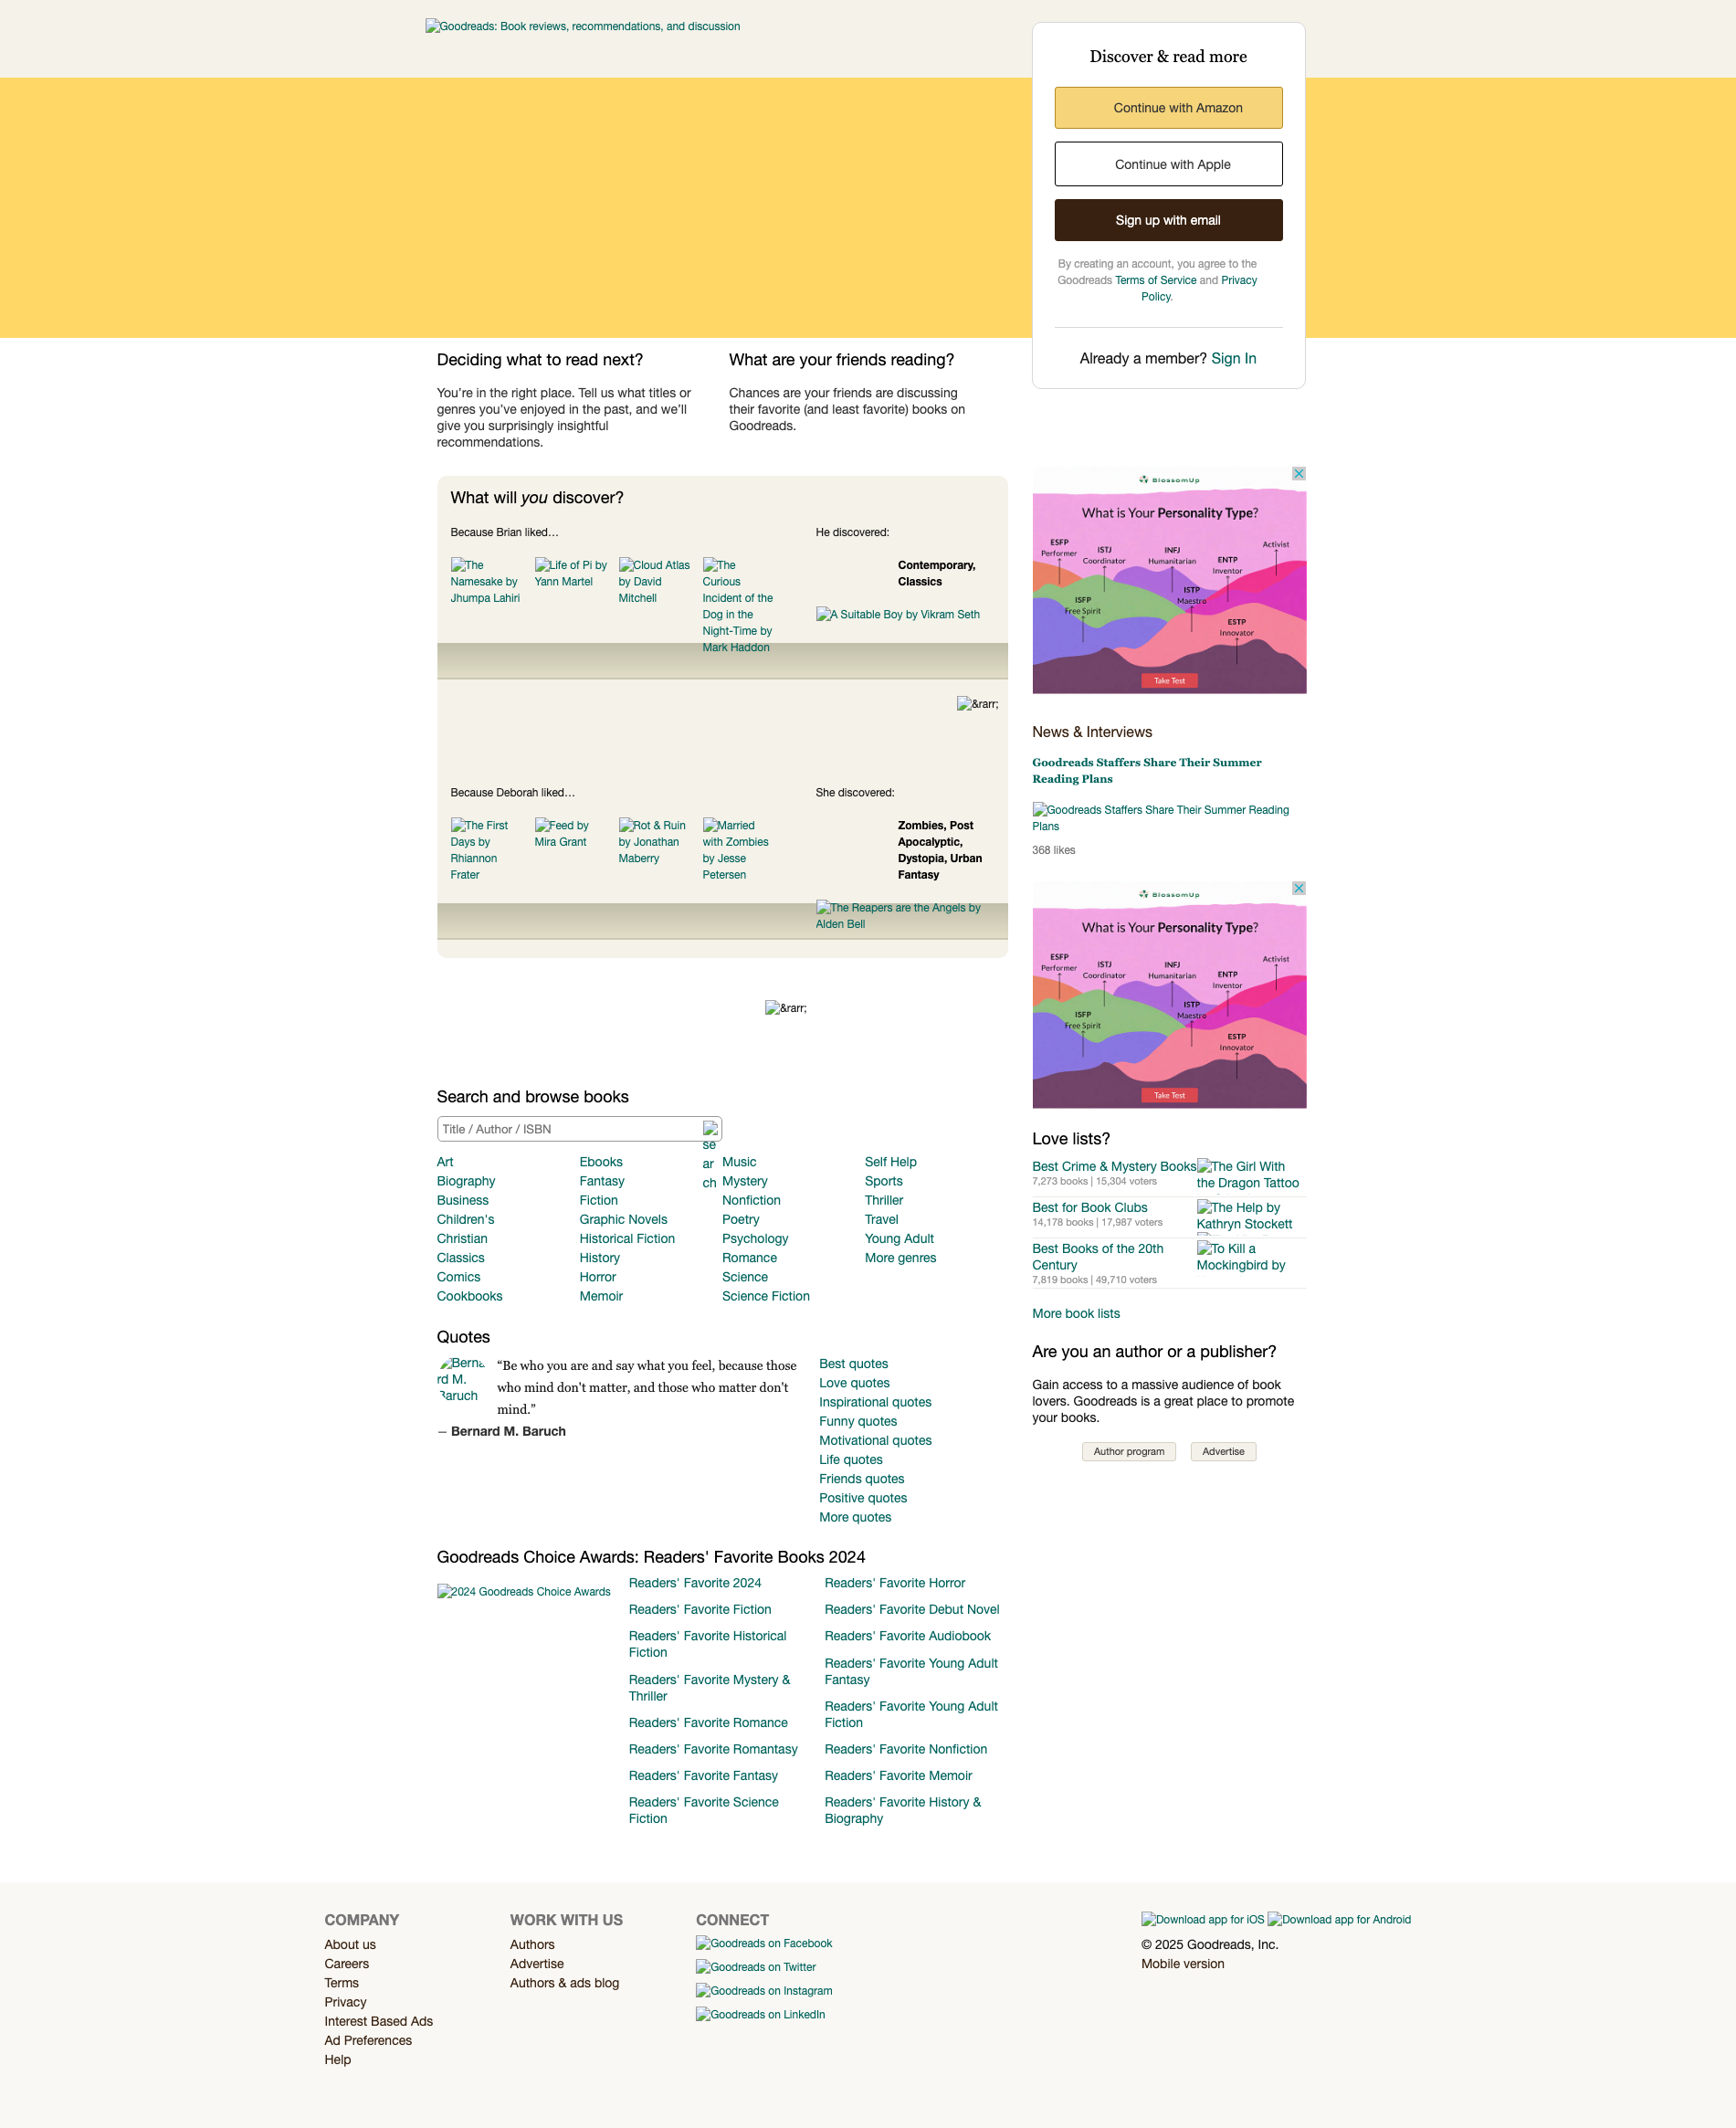 Goodreads: Book reviews, recommendations, and discussion
Discover & read more
Continue with Amazon
Continue with Apple
Sign up with email
By creating an account, you agree to the
Goodreads Terms of Service and Privacy
Policy.
Already a member? Sign In
Deciding what to read next?
You're in the right place. Tell us what titles or
genres you've enjoyed in the past, and we'll
give you surprisingly insightful
recommendations.
What are your friends reading?
Chances are your friends are discussing
their favorite (and least favorite) books on
Goodreads.
What will you discover?
Because Brian liked…
He discovered:
The
Namesake by
Jhumpa Lahiri
Life of Pi by
Yann Martel
Cloud Atlas
by David
Mitchell
The
Curious
Incident of the
Dog in the
Night-Time by
Mark Haddon
Contemporary,
Classics
A Suitable Boy by Vikram Seth
&rarr;
Because Deborah liked…
She discovered:
The First
Days by
Rhiannon
Frater
Feed by
Mira Grant
Rot & Ruin
by Jonathan
Maberry
Married
with Zombies
by Jesse
Petersen
Zombies, Post
Apocalyptic,
Dystopia, Urban
Fantasy
The Reapers are the Angels by
Alden Bell
&rarr;
BlossomUp
What is Your Personality Type?
ESFP
Performer
ISTJ
Coordinator
INFJ
Humanitarian
ENTP
Inventor
Activist
ISFP
Free Spirit
ISTP
Maestro
ESTP
Innovator
Take Test
News & Interviews
Goodreads Staffers Share Their Summer
Reading Plans
Goodreads Staffers Share Their Summer Reading
Plans
368 likes
BlossomUp
What is Your Personality Type?
ESFP
Performer
ISTJ
Coordinator
INFJ
Humanitarian
ENTP
Inventor
Activist
ISFP
Free Spirit
ISTP
Maestro
ESTP
Innovator
Take Test
Search and browse books
Title / Author / ISBN
se
ar
ch
Art
Biography
Business
Children's
Christian
Classics
Comics
Cookbooks
Ebooks
Fantasy
Fiction
Graphic Novels
Historical Fiction
History
Horror
Memoir
Music
Mystery
Nonfiction
Poetry
Psychology
Romance
Science
Science Fiction
Self Help
Sports
Thriller
Travel
Young Adult
More genres
Love lists?
Best Crime & Mystery Books
7,273 books | 15,304 voters
The Girl With
the Dragon Tattoo
Best for Book Clubs
14,178 books | 17,987 voters
The Help by
Kathryn Stockett
Best Books of the 20th
Century
7,819 books | 49,710 voters
To Kill a
Mockingbird by
More book lists
Are you an author or a publisher?
Gain access to a massive audience of book
lovers. Goodreads is a great place to promote
your books.
Author program
Advertise
Quotes
Berna
rd M.
Baruch
“Be who you are and say what you feel, because those
who mind don't matter, and those who matter don't
mind.”
— Bernard M. Baruch
Best quotes
Love quotes
Inspirational quotes
Funny quotes
Motivational quotes
Life quotes
Friends quotes
Positive quotes
More quotes
Goodreads Choice Awards: Readers' Favorite Books 2024
2024 Goodreads Choice Awards
Readers' Favorite 2024
Readers' Favorite Fiction
Readers' Favorite Historical
Fiction
Readers' Favorite Mystery &
Thriller
Readers' Favorite Romance
Readers' Favorite Romantasy
Readers' Favorite Fantasy
Readers' Favorite Science
Fiction
Readers' Favorite Horror
Readers' Favorite Debut Novel
Readers' Favorite Audiobook
Readers' Favorite Young Adult
Fantasy
Readers' Favorite Young Adult
Fiction
Readers' Favorite Nonfiction
Readers' Favorite Memoir
Readers' Favorite History &
Biography
COMPANY
About us
Careers
Terms
Privacy
Interest Based Ads
Ad Preferences
Help
WORK WITH US
Authors
Advertise
Authors & ads blog
CONNECT
Goodreads on Facebook
Goodreads on Twitter
Goodreads on Instagram
Goodreads on LinkedIn
Download app for iOS Download app for Android
© 2025 Goodreads, Inc.
Mobile version